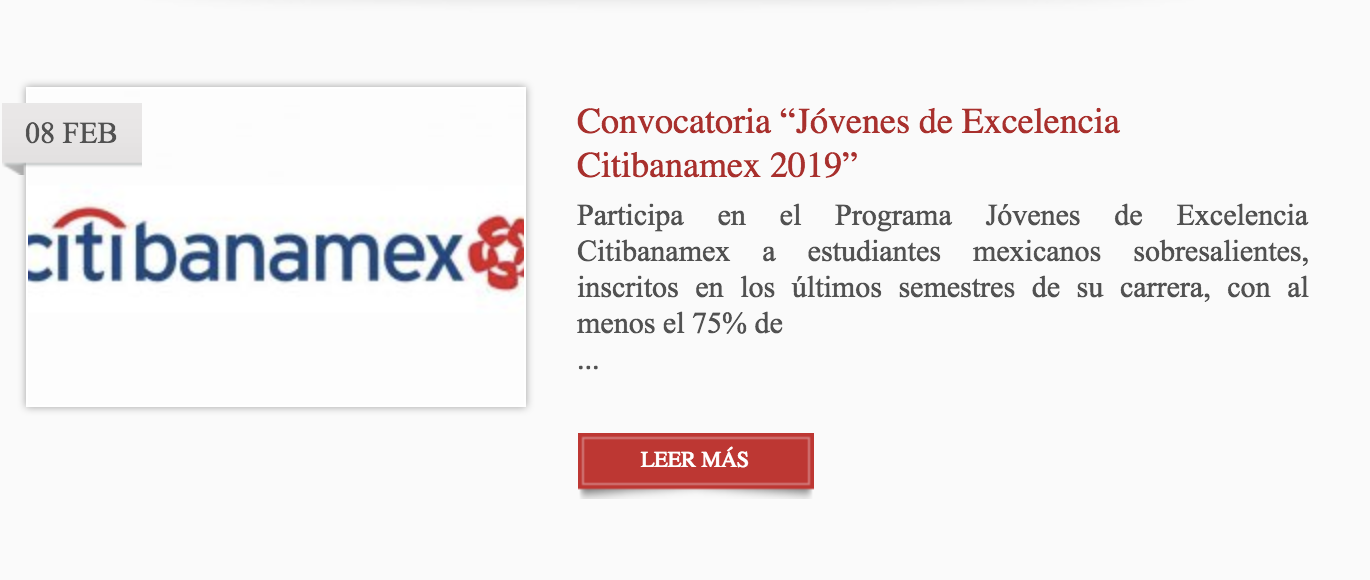 08 FEB
citibanamex
Convocatoria “Jóvenes de Excelencia
Citibanamex 2019”
Participa en el Programa Jóvenes de Excelencia
Citibanamex a estudiantes mexicanos sobresalientes,
inscritos en los últimos semestres de su carrera, con al
menos el 75% de
...
LEER MÁS